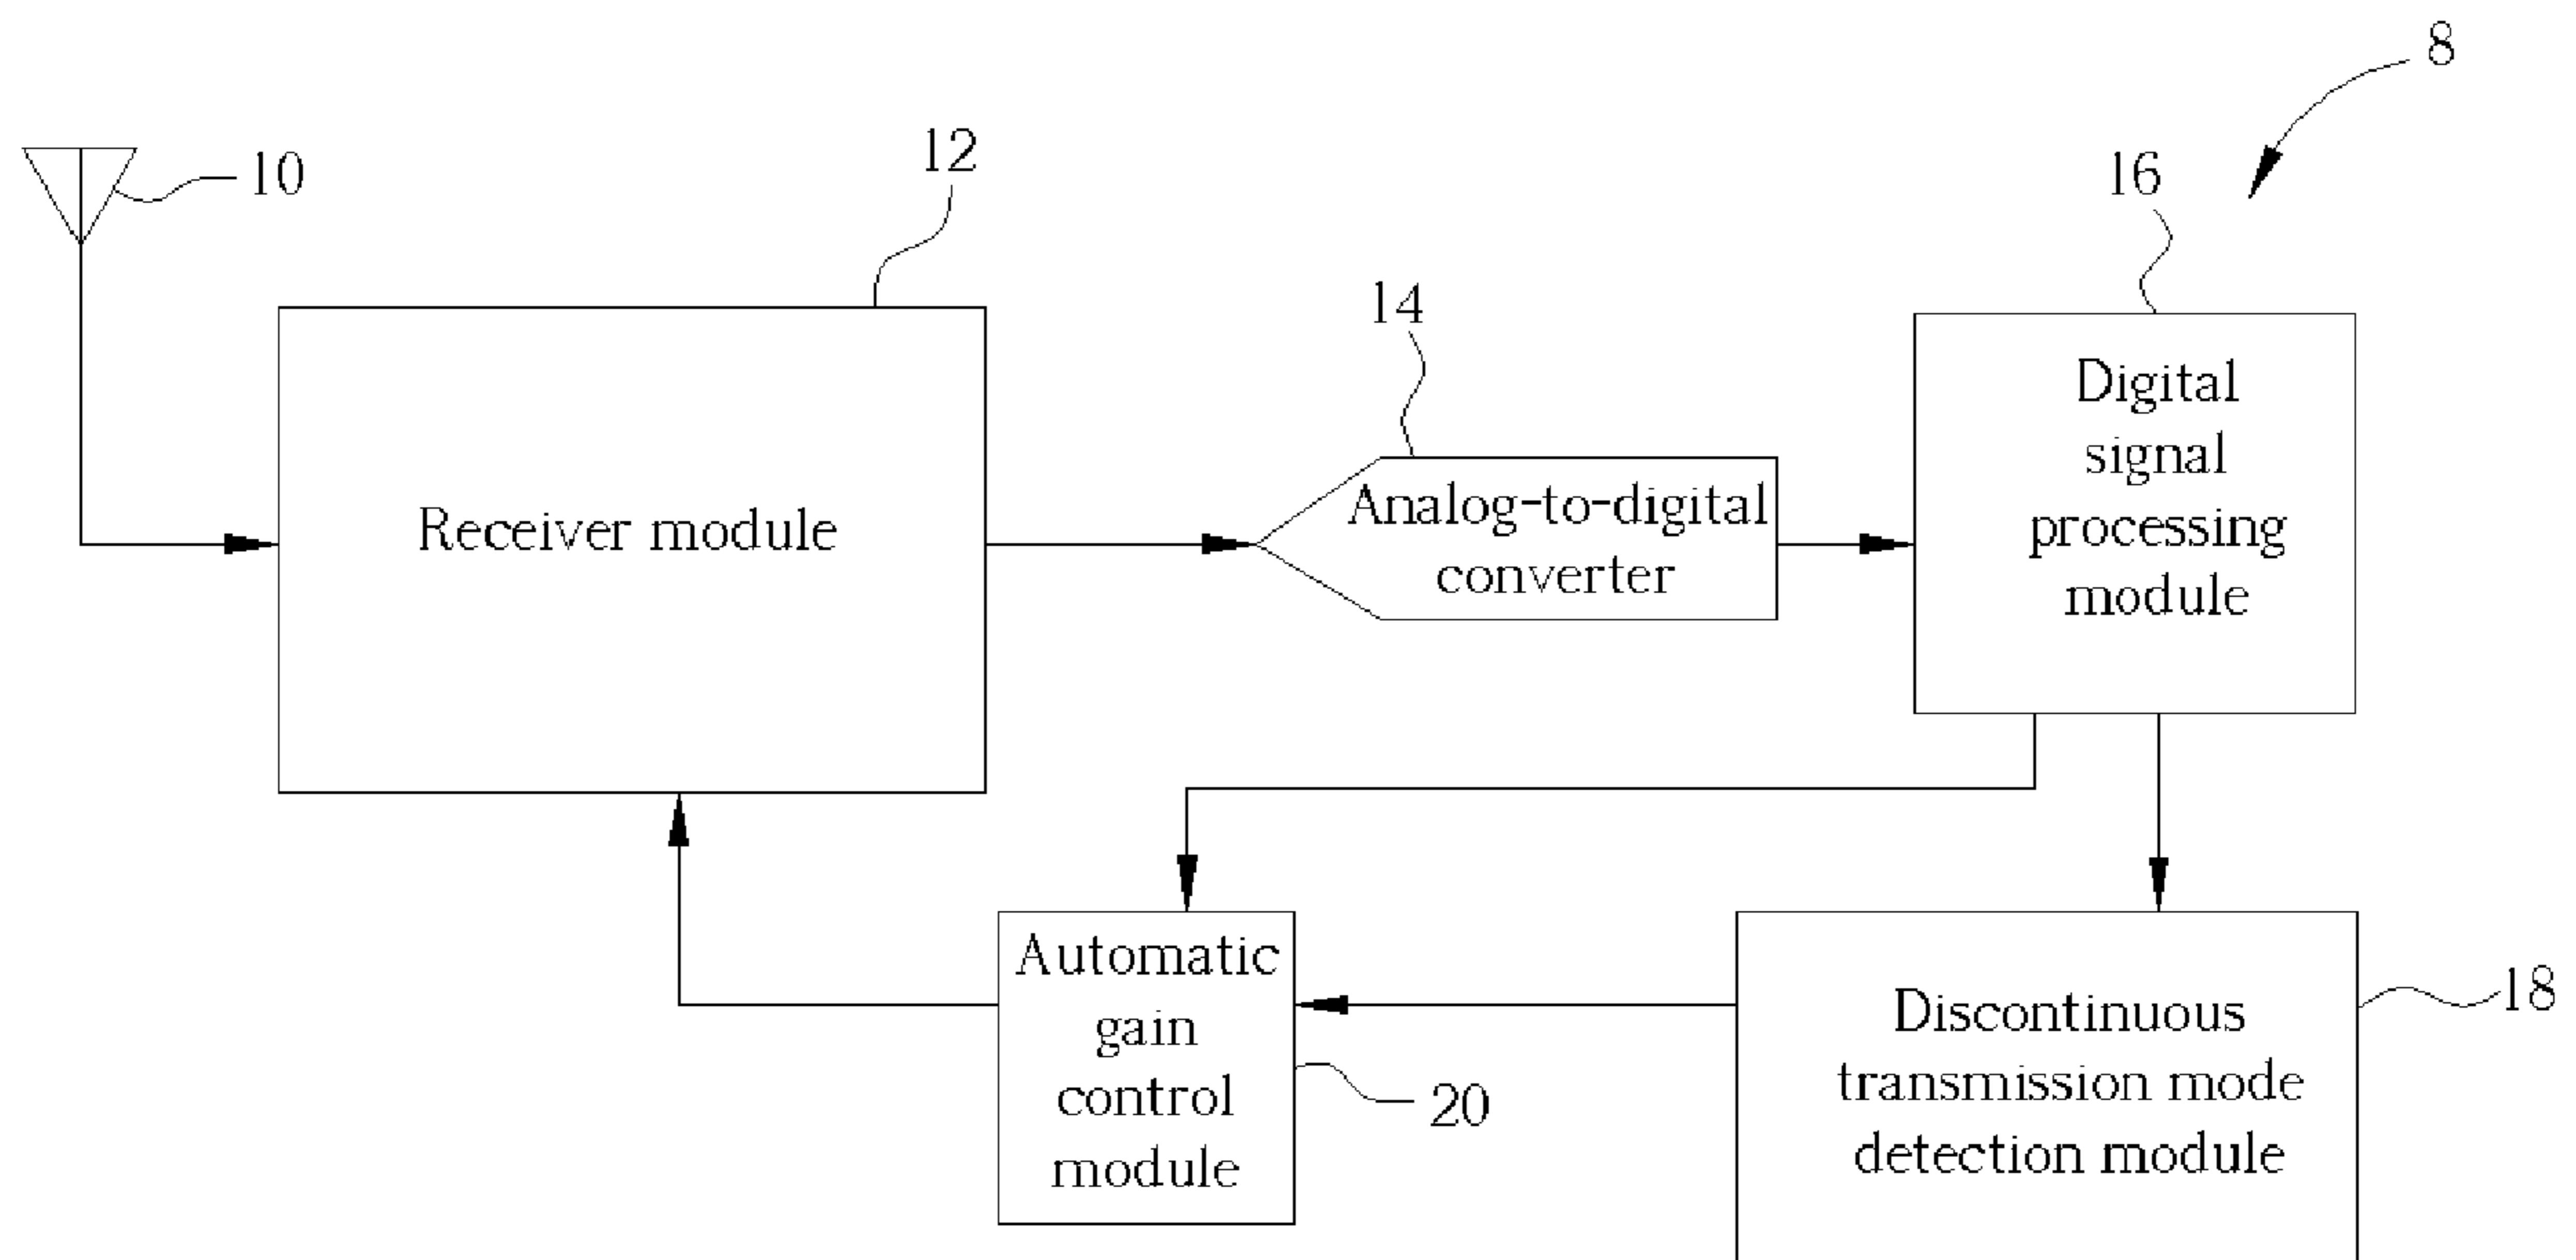 8
10
12
16
14
Digital
signal
processing
module
Analog-to-digital
converter
Receiver module
Automatic
gain
control
module
20
Discontinuous
transmission mode
detection module
18